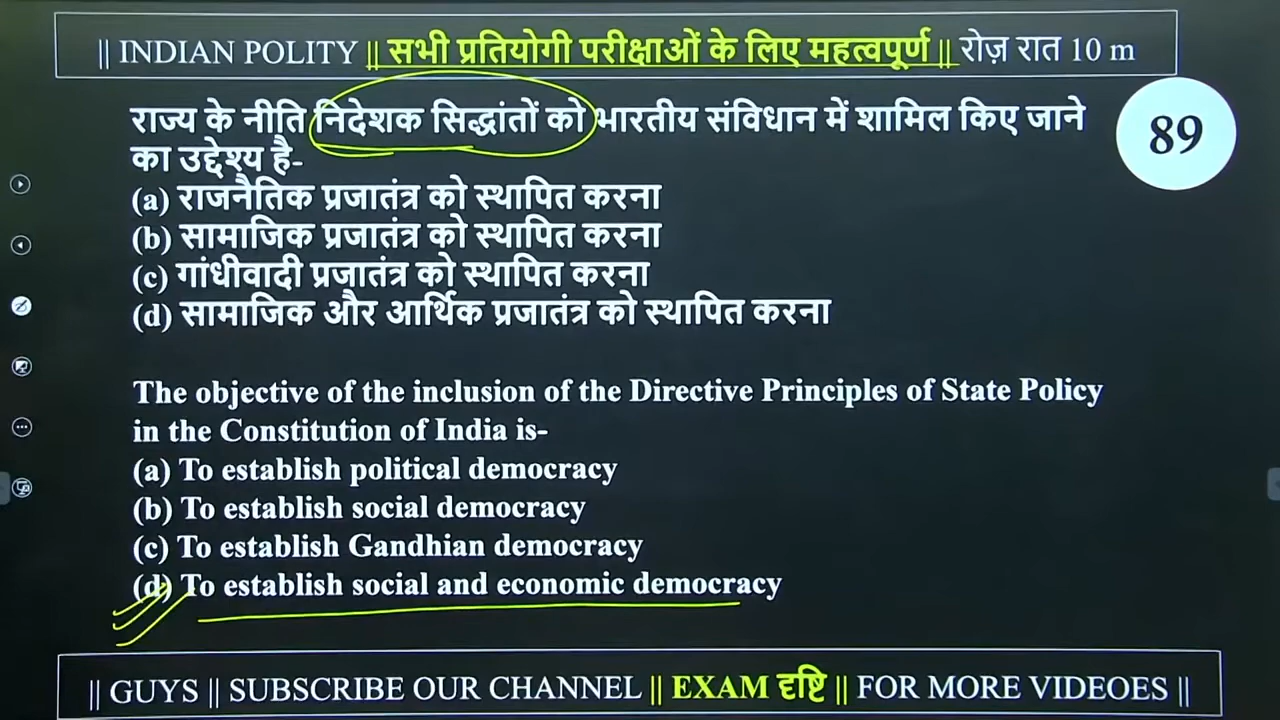 || INDIAN POLITY || सभी प्रतियोगी परीक्षाओं के लिए महत्वपूर्ण || रोज़ रात 10 m
राज्य के नीति निदेशक सिद्धांतों को भारतीय संविधान में शामिल किए जाने
का उद्देश्य है-
89
(a) राजनैतिक प्रजातंत्र को स्थापित करना
(b) सामाजिक प्रजातंत्र को स्थापित करना
(c) गांधीवादी प्रजातंत्र को स्थापित करना
(d) सामाजिक और आर्थिक प्रजातंत्र को स्थापित करना
The objective of the inclusion of the Directive Principles of State Policy
in the Constitution of India is-
(a) To establish political democracy
(b) To establish social democracy
(c) To establish Gandhian democracy
(d) To establish social and economic democracy
|| GUYS || SUBSCRIBE OUR CHANNEL || EXAM दृष्टि || FOR MORE VIDEOES ||